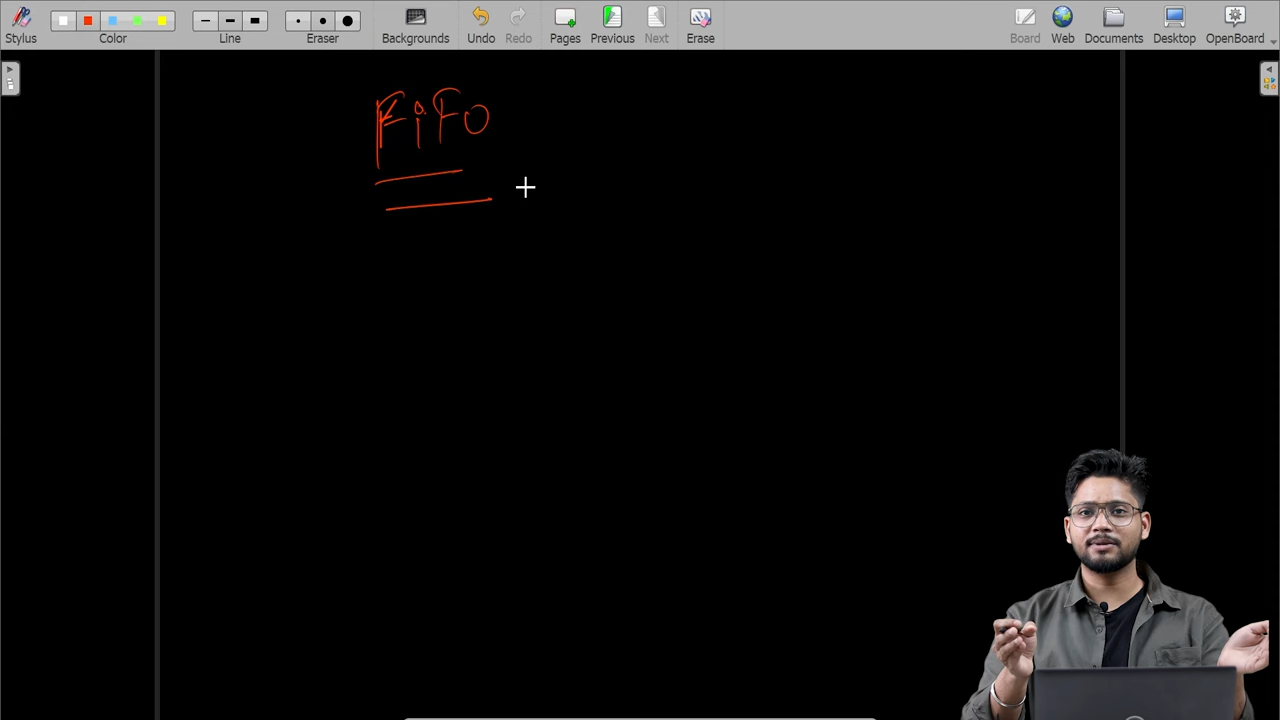 Stylus
Color
Line
Eraser
Backgrounds
Undo
Redo
Pages
Previous
Next
Erase
Board
Web
Documents
Desktop
OpenBoard
FiFo